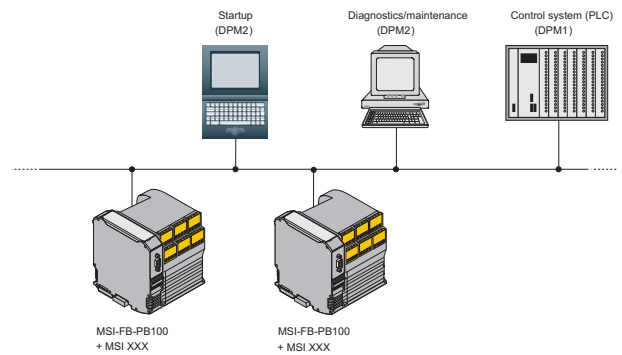 Startup
(DPM2)
Diagnostics/maintenance
(DPM2)
Control system (PLC)
(DPM1)
MSI-FB-PB100
+ MSI XXX
MSI-FB-PB100
+ MSI XXX